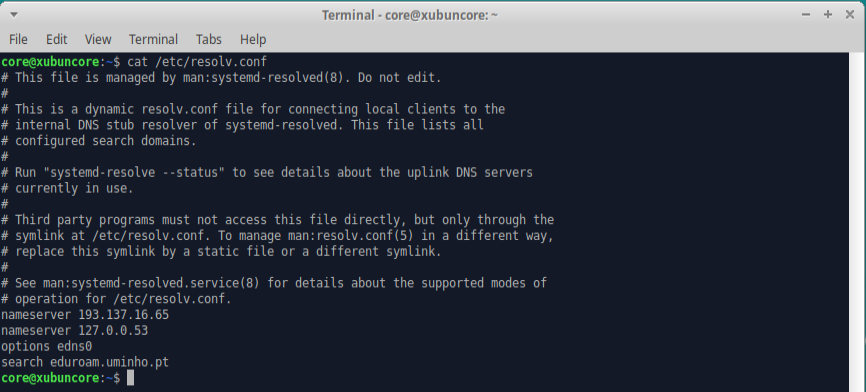 Terminal - core@xubuncore: ~
File Edit View Terminal Tabs Help
core@xubuncore:~$ cat /etc/resolv.conf
# This file is managed by man:systemd-resolved(8). Do not edit.
#
# This is a dynamic resolv.conf file for connecting local clients to the
# internal DNS stub resolver of systemd-resolved. This file lists all
# configured search domains.
#
# Run "systemd-resolve --status" to see details about the uplink DNS servers
# currently in use.
#
# Third party programs must not access this file directly, but only through the
# symlink at /etc/resolv.conf. To manage man:resolv.conf(5) in a different way,
# replace this symlink by a static file or a different symlink.
#
# See man:systemd-resolved.service(8) for details about the supported modes of
# operation for /etc/resolv.conf.
nameserver 193.137.16.65
nameserver 127.0.0.53
options edns0
search eduroam.uminho.pt
core@xubuncore:~$